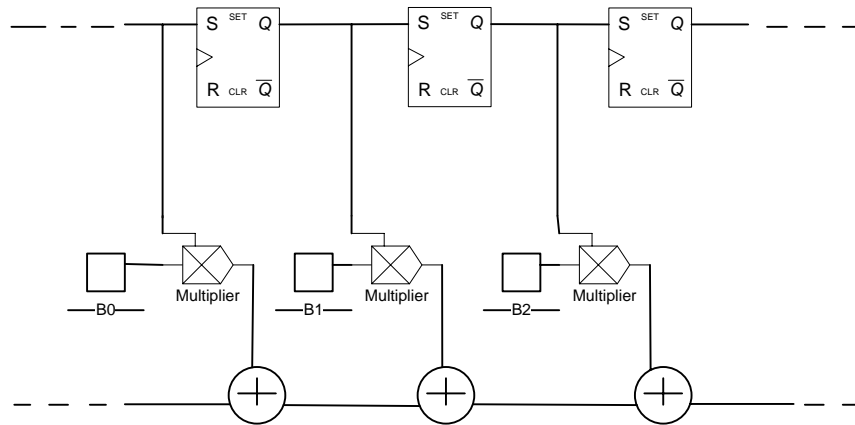 S SET Q
R CLR Q
S SET Q
R CLR Q
S SET Q
R CLR Q
Multiplier
B0
Multiplier
B1
Multiplier
B2